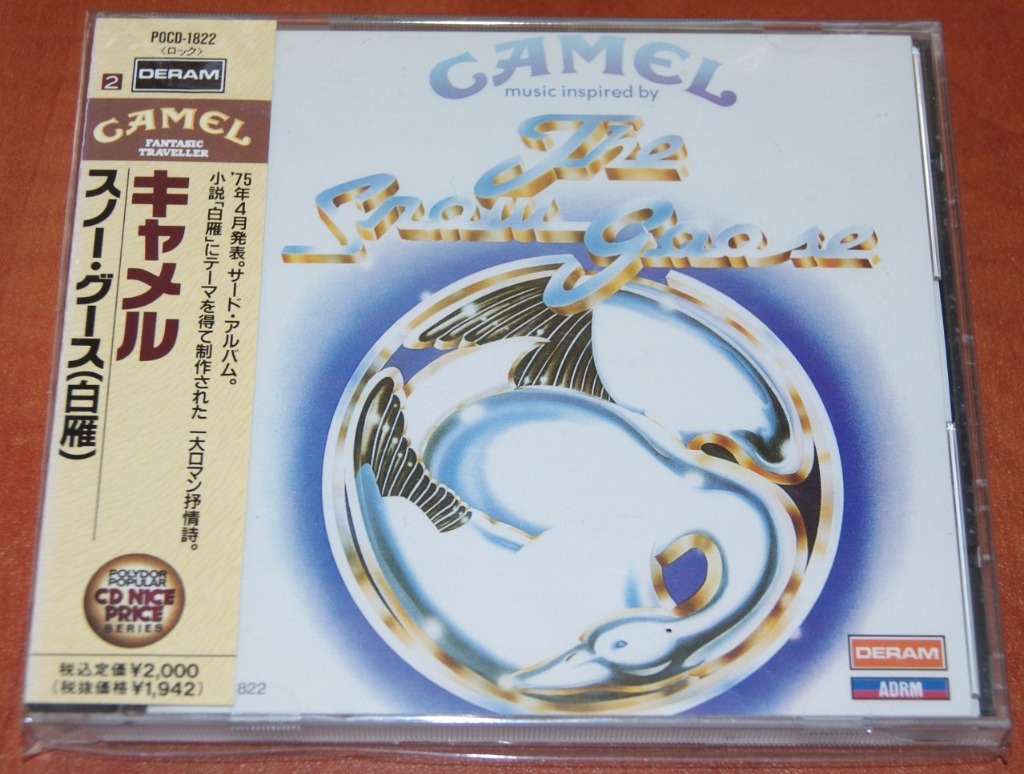 POCD-1822
〈ロック〉
2
DERAM
CAMEL
FANTASIC
TRAVELLER
'75年4月発表。サード・アルバム。
小説「白雁」にテーマを得て制作された一大ロマン抒情詩。
キャメル
スノー・グース(白雁)
POLYDOR
POPULAR
CD NICE
PRICE
SERIES
税込定価¥2,000
(税抜価格¥1,942)
822
CAMEL
music inspired by
The
Snow Goose
DERAM
ADRM